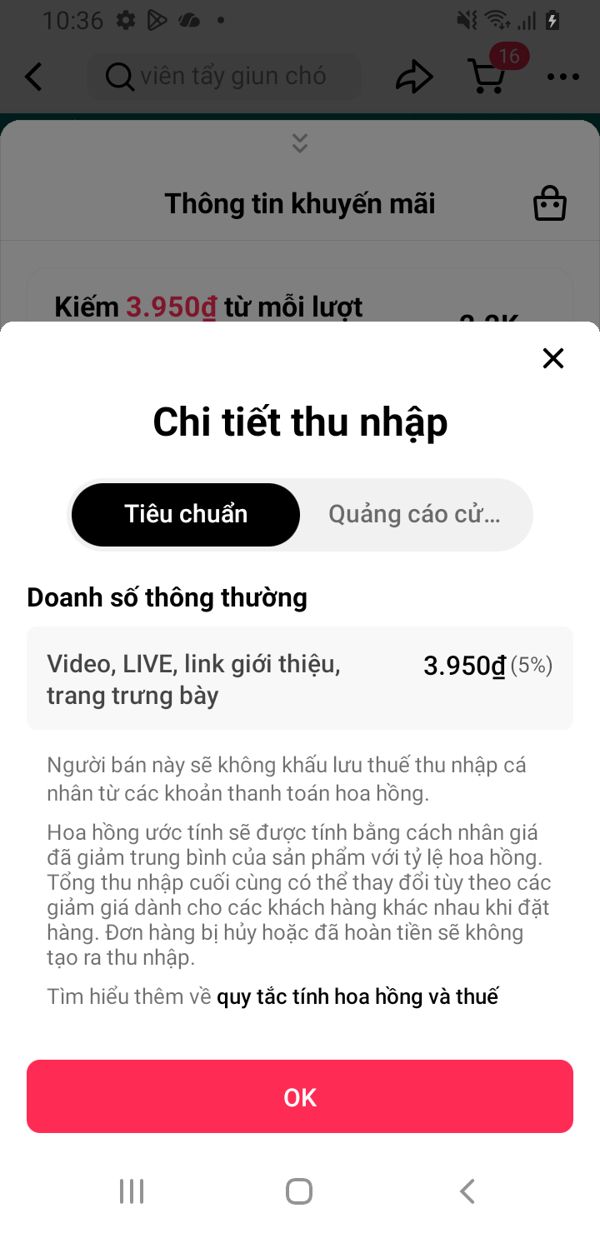 10:36
viên tẩy giun chó
16
Thông tin khuyến mãi
Kiếm 3.950₫ từ mỗi lượt
Chi tiết thu nhập
Tiêu chuẩn
Quảng cáo cử...
Doanh số thông thường
Video, LIVE, link giới thiệu,
trang trưng bày
3.950₫ (5%)
Người bán này sẽ không khấu lưu thuế thu nhập cá
nhân từ các khoản thanh toán hoa hồng.
Hoa hồng ước tính sẽ được tính bằng cách nhân giá
đã giảm trung bình của sản phẩm với tỷ lệ hoa hồng.
Tổng thu nhập cuối cùng có thể thay đổi tùy theo các
giảm giá dành cho các khách hàng khác nhau khi đặt
hàng. Đơn hàng bị hủy hoặc đã hoàn tiền sẽ không
tạo ra thu nhập.
Tìm hiểu thêm về quy tắc tính hoa hồng và thuế
OK